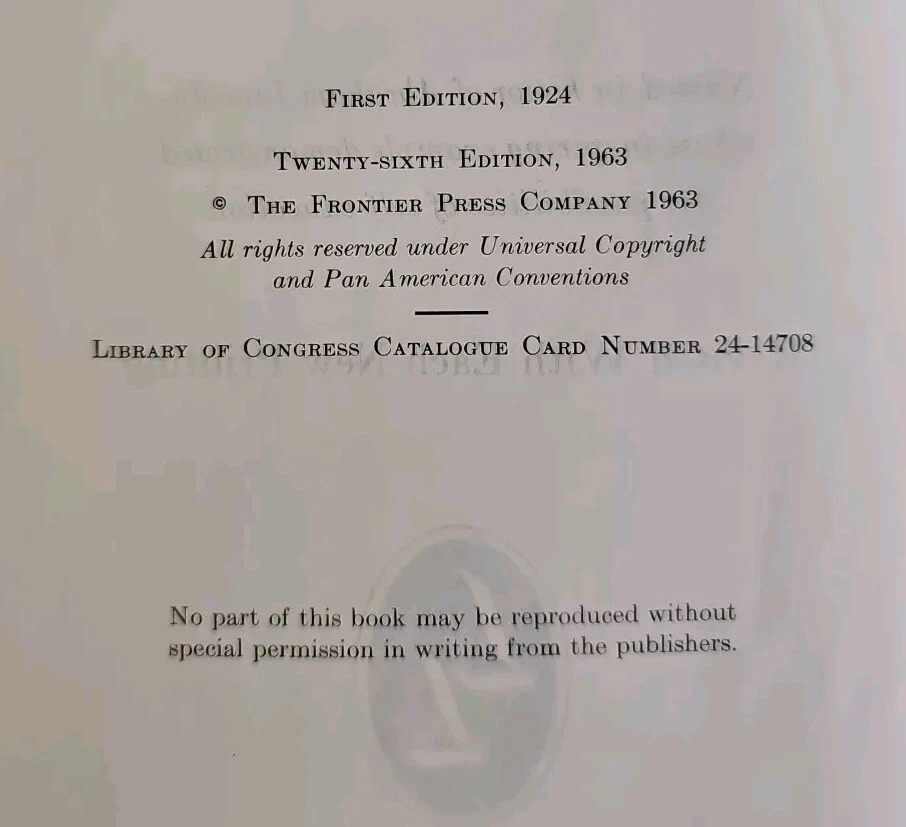 First Edition, 1924
Twenty-sixth Edition, 1963
© The Frontier Press Company 1963
All rights reserved under Universal Copyright
and Pan American Conventions
Library of Congress Catalogue Card Number 24-14708
No part of this book may be reproduced without
special permission in writing from the publishers.